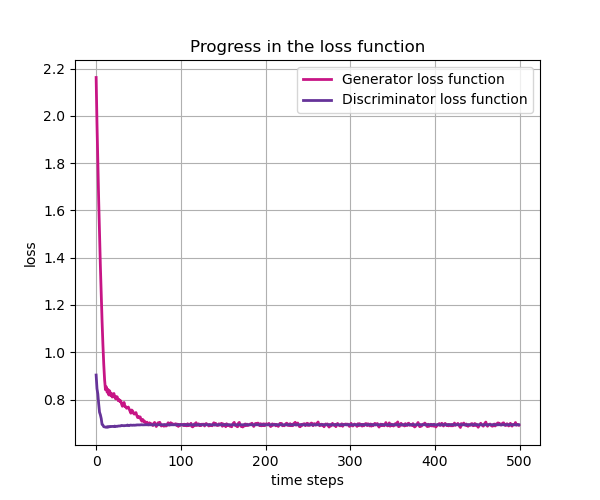 Progress in the loss function
Generator loss function
Discriminator loss function
2.2
2.0
1.8
1.6
1.4
1.2
1.0
0.8
loss
0 100 200 300 400 500
time steps